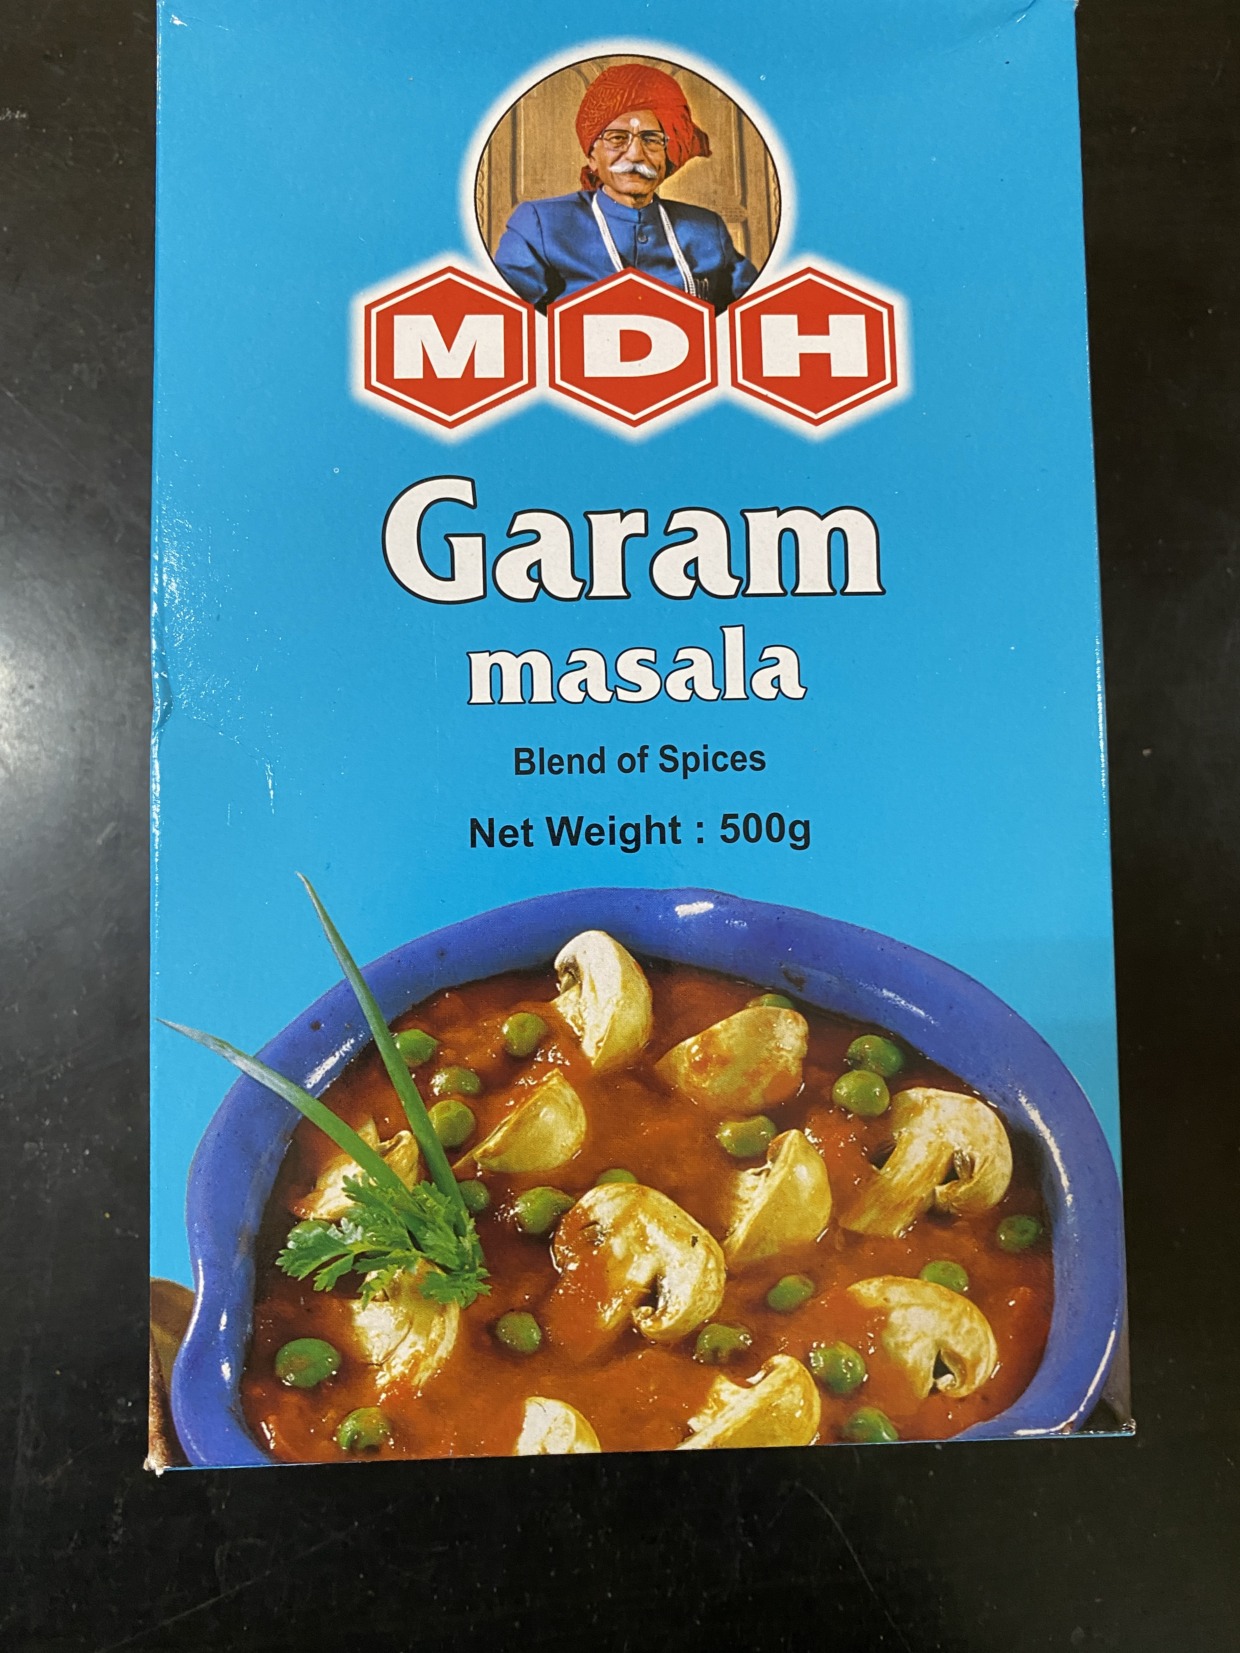 MDH
Garam
masala
Blend of Spices
Net Weight : 500g